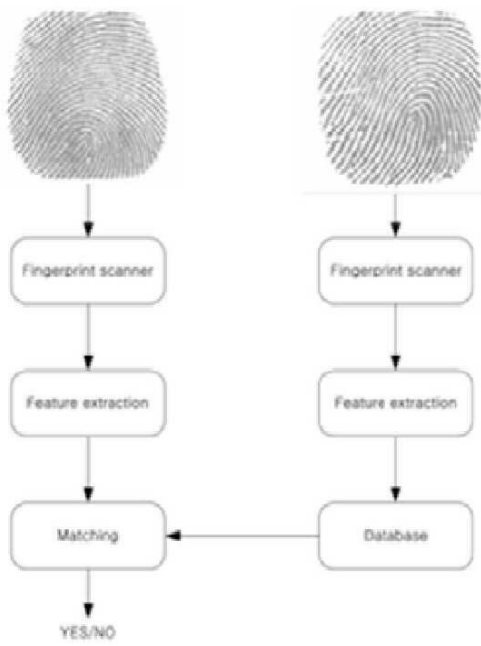 Fingerprint scanner
Fingerprint scanner
Feature extraction
Feature extraction
Matching
Database
YES/NO